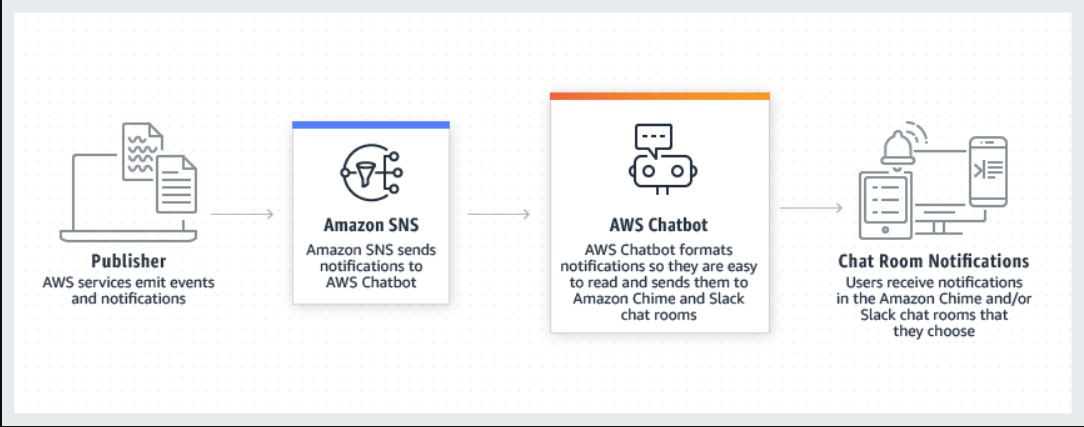 Publisher
AWS services emit events
and notifications
Amazon SNS
Amazon SNS sends
notifications to
AWS Chatbot
AWS Chatbot
AWS Chatbot formats
notifications so they are easy
to read and sends them to
Amazon Chime and Slack
chat rooms
Chat Room Notifications
Users receive notifications
in the Amazon Chime and/or
Slack chat rooms that
they choose